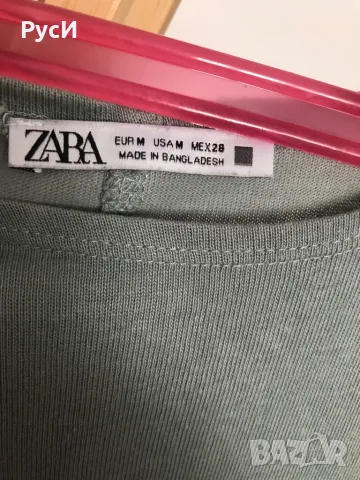 РусИ
ZARA
EUR M USA M MEX 28
MADE IN BANGLADESH
BAZAR